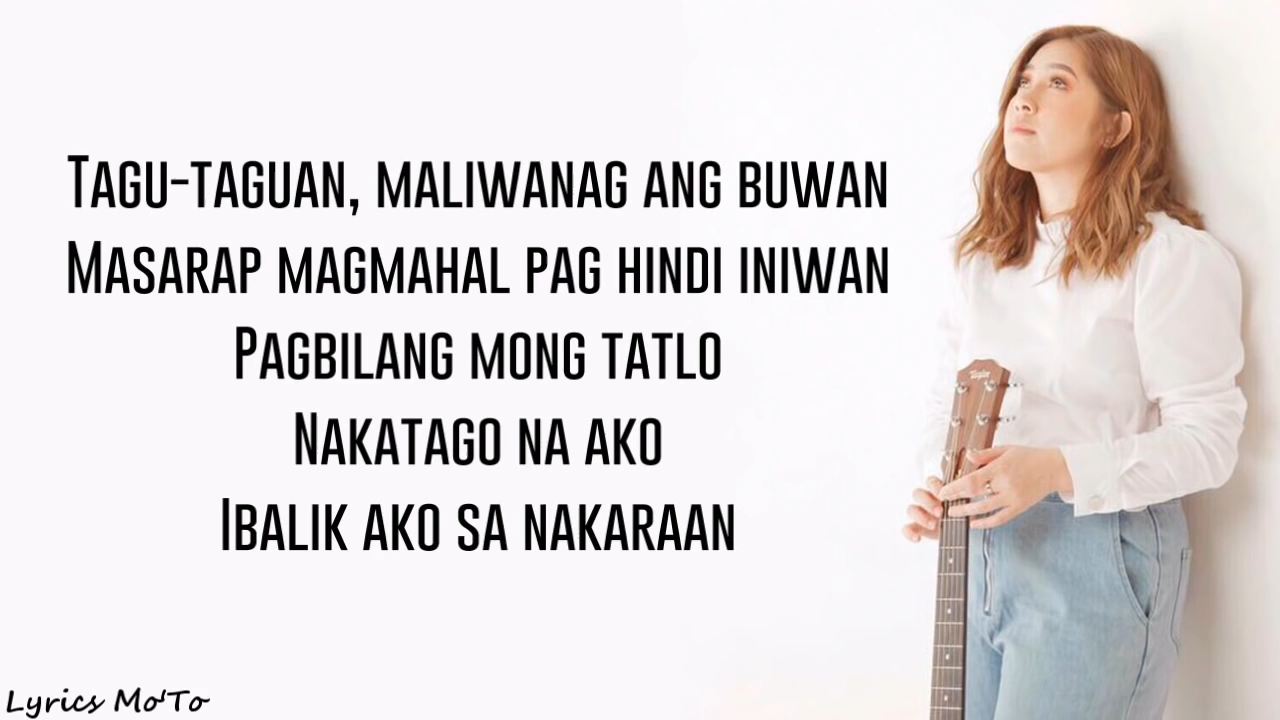 Tagu-taguan, maliwanag ang buwan
Masarap magmahal pag hindi iniwan
Pagbilang mong tatlo
Nakatago na ako
Ibalik ako sa nakaraan
Taylor
Lyrics Mo'To